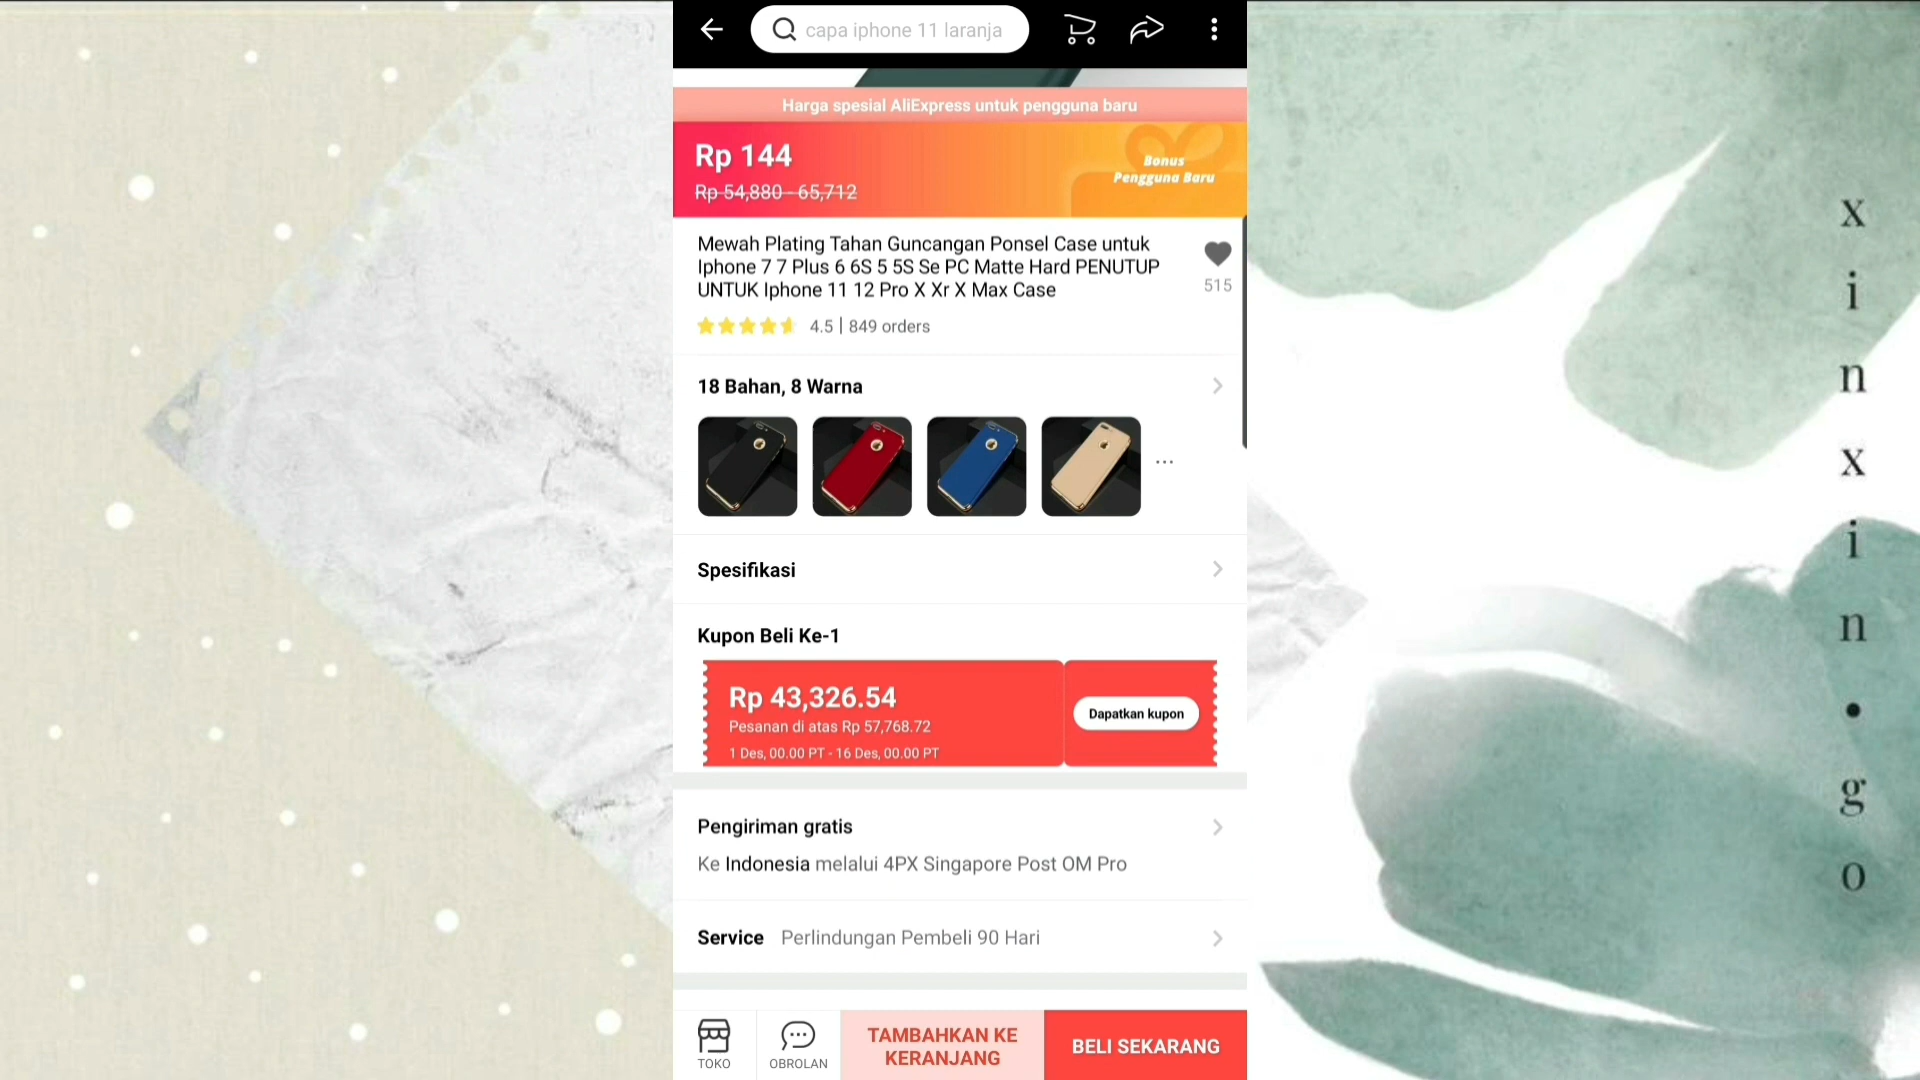 capa iphone 11 laranja
Harga spesial AliExpress untuk pengguna baru
Rp 144
Rp 54,880 - 65,712
Bonus
Pengguna Baru
Mewah Plating Tahan Guncangan Ponsel Case untuk
Iphone 7 7 Plus 6 6S 5 5S Se PC Matte Hard PENUTUP
UNTUK Iphone 11 12 Pro X Xr X Max Case
515
4.5 | 849 orders
18 Bahan, 8 Warna
...
Spesifikasi
Kupon Beli Ke-1
Rp 43,326.54
Pesanan di atas Rp 57,768.72
1 Des, 00.00 PT - 16 Des, 00.00 PT
Dapatkan kupon
Pengiriman gratis
Ke Indonesia melalui 4PX Singapore Post OM Pro
Service Perlindungan Pembeli 90 Hari
TOKO
OBROLAN
TAMBAHKAN KE
KERANJANG
BELI SEKARANG
xinxin•go